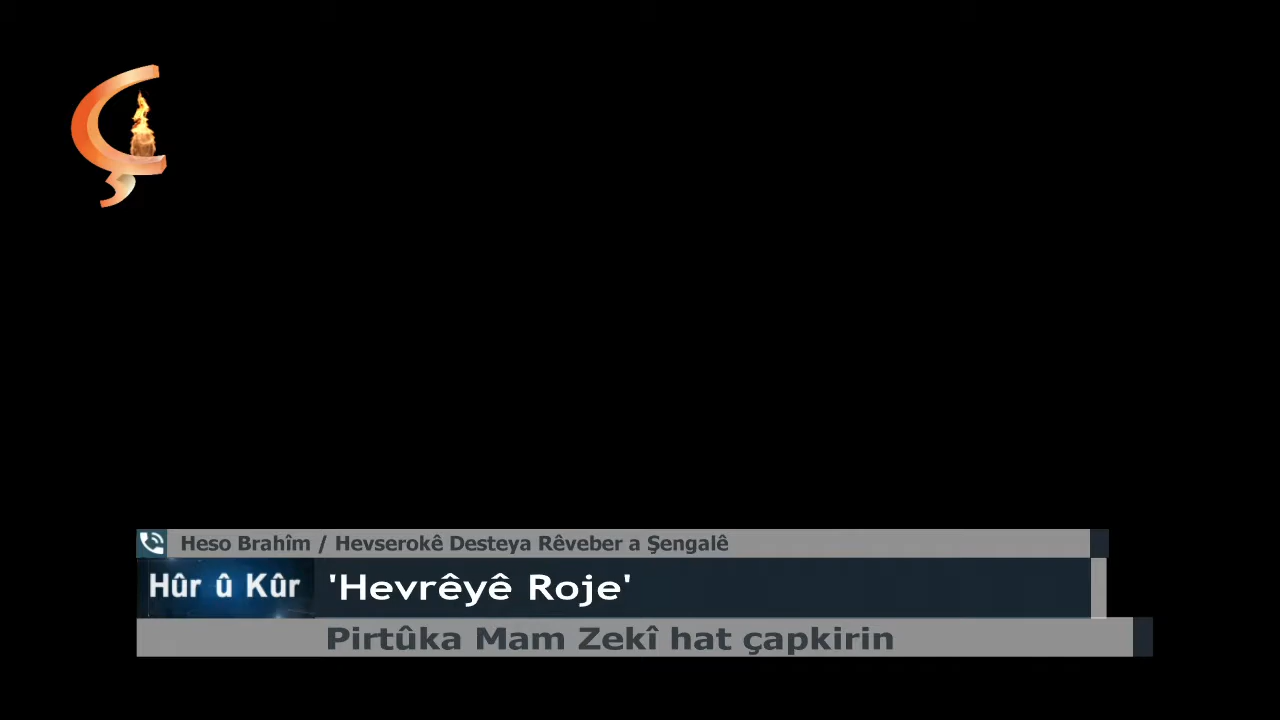 Heso Brahîm / Hevserokê Desteya Rêveber a Şengalê
Hûr û Kûr
'Hevrêyê Roje'
Pirtûka Mam Zekî hat çapkirin